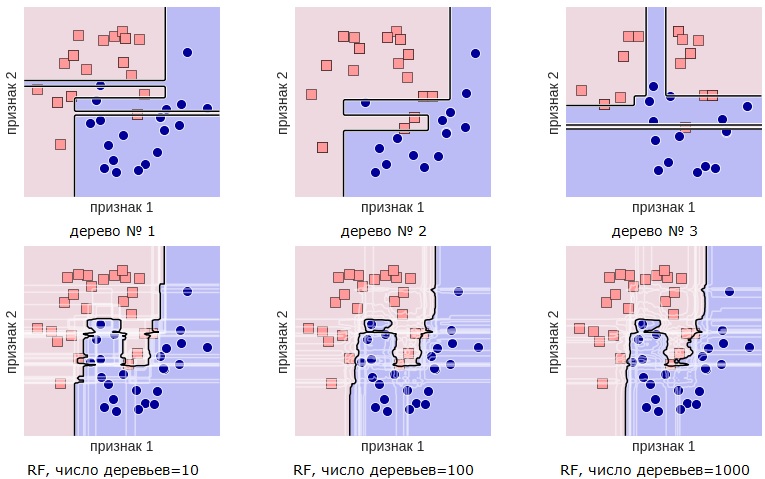 признак 2
признак 1
дерево № 1
признак 2
признак 1
дерево № 2
признак 2
признак 1
дерево № 3
признак 2
признак 1
RF, число деревьев=10
признак 2
признак 1
RF, число деревьев=100
признак 2
признак 1
RF, число деревьев=1000